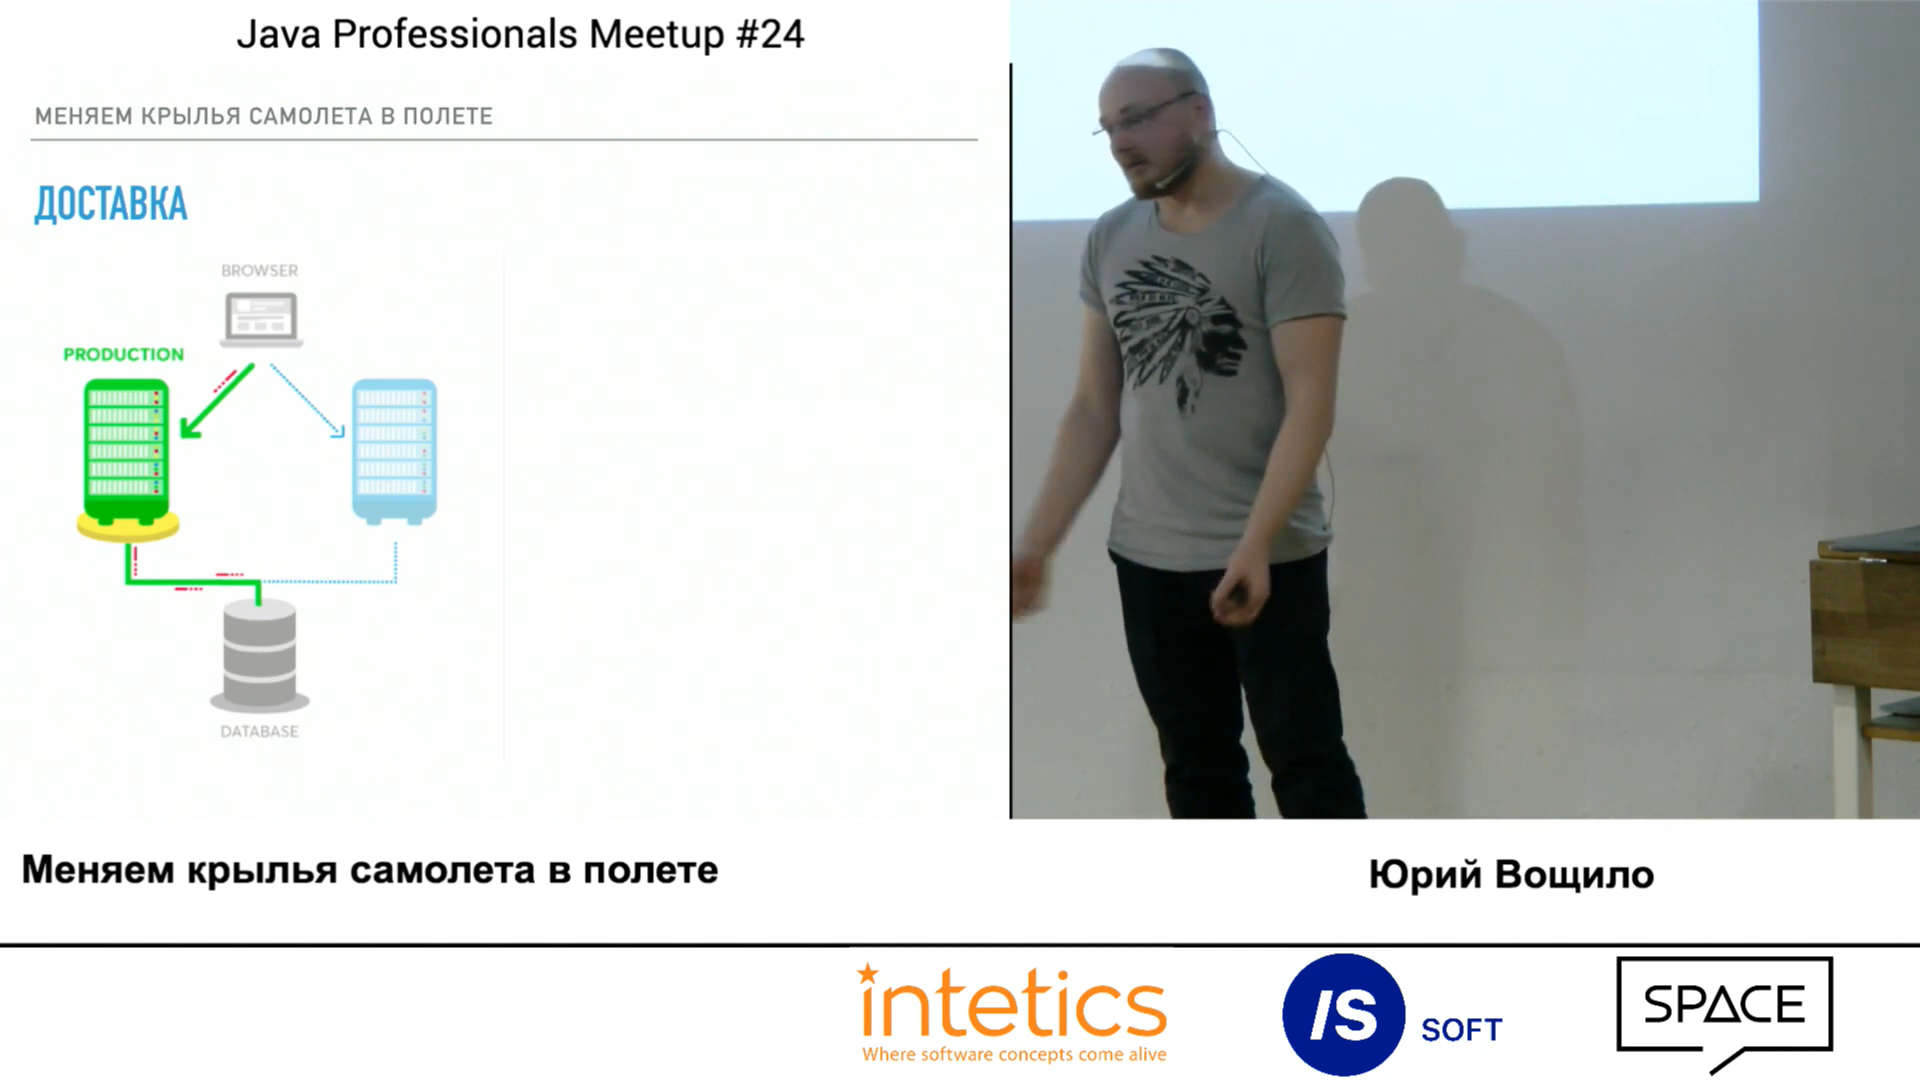 Java Professionals Meetup #24
МЕНЯЕМ КРЫЛЬЯ САМОЛЕТА В ПОЛЕТЕ
ДОСТАВКА
BROWSER
PRODUCTION
DATABASE
Меняем крылья самолета в полете
Юрий Вощило
intetics
Where software concepts come alive
/S SOFT
SPACE